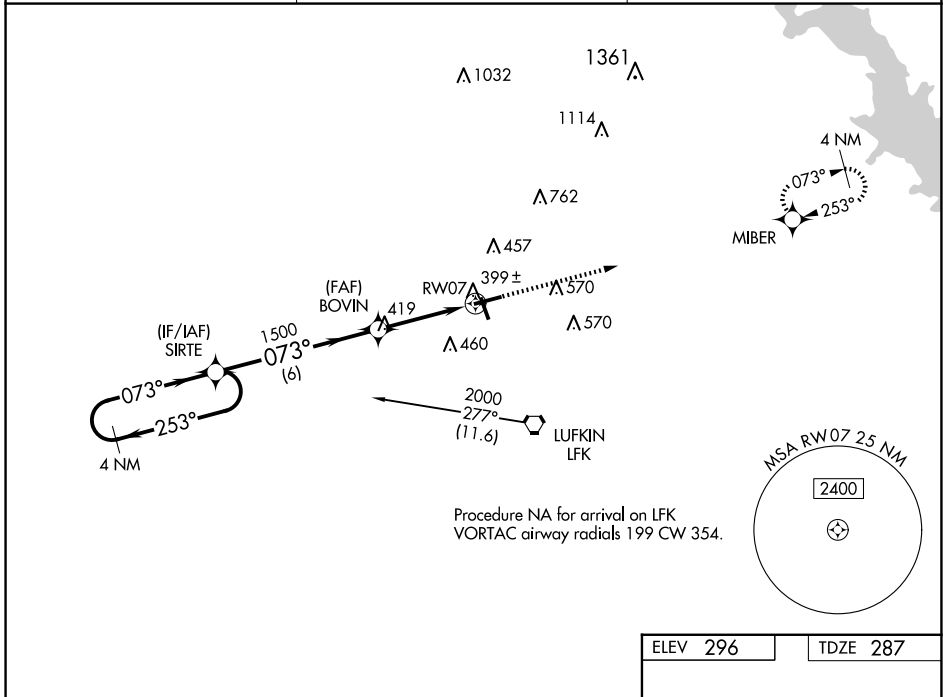 1361
1032
1114
4 NM
073°
253°
762
MIBER
457
(FAF)
BOVIN
RW07
399 ±
570
419
(IF/IAF)
SIRTE
1500
073°
(6)
570
460
073°
253°
4 NM
2000
277°
(11.6)
LUFKIN
LFK
MSA RW07 25 NM
2400
Procedure NA for arrival on LFK
VORTAC airway radials 199 CW 354.
ELEV 296
TDZE 287